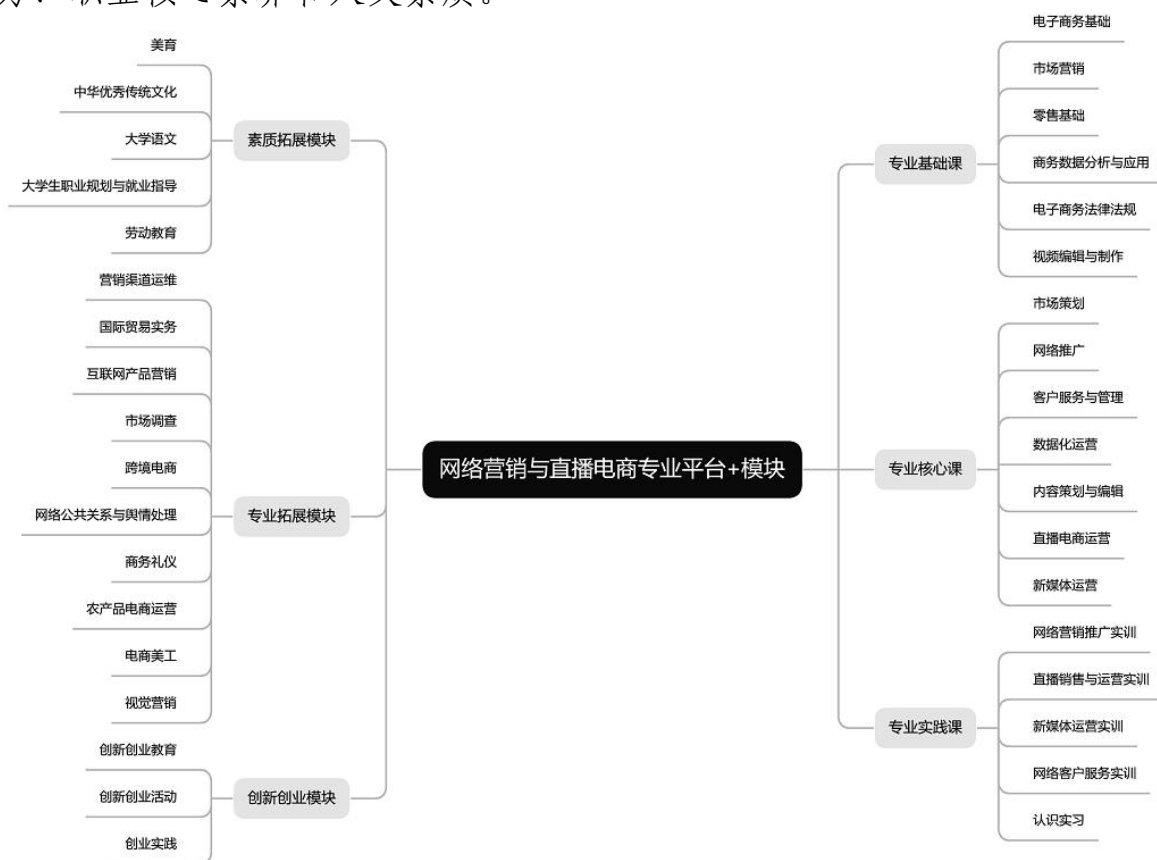 职业核心素养和人文素质。
美育
中华优秀传统文化
大学语文
大学生职业规划与就业指导
劳动教育
素质拓展模块
营销渠道运维
国际贸易实务
互联网产品营销
市场调查
跨境电商
网络公共关系与舆情处理
商务礼仪
农产品电商运营
电商美工
视觉营销
专业拓展模块
创新创业教育
创新创业活动
创业实践
创新创业模块
网络营销与直播电商专业平台+模块
专业基础课
电子商务基础
市场营销
零售基础
商务数据分析与应用
电子商务法律法规
视频编辑与制作
专业核心课
市场策划
网络推广
客户服务与管理
数据化运营
内容策划与编辑
直播电商运营
新媒体运营
专业实践课
网络营销推广实训
直播销售与运营实训
新媒体运营实训
网络客户服务实训
认识实习